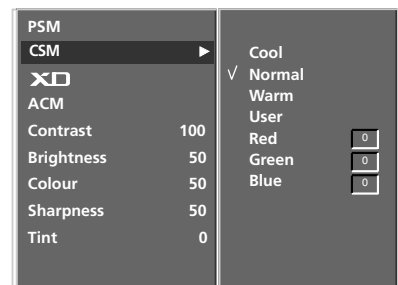 PSM
CSM ►
XD
ACM
Contrast 100
Brightness 50
Colour 50
Sharpness 50
Tint 0
Cool
√ Normal
Warm
User
Red 0
Green 0
Blue 0